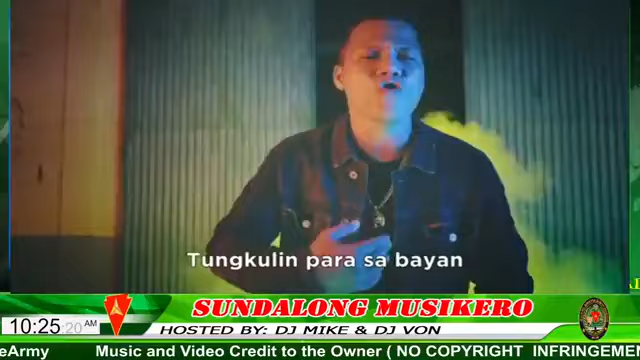 Tungkulin para sa bayan
SUNDALONG MUSIKERO
10:25:20 AM
HOSTED BY: DJ MIKE & DJ VON
eArmy Music and Video Credit to the Owner ( NO COPYRIGHT INFRINGEME